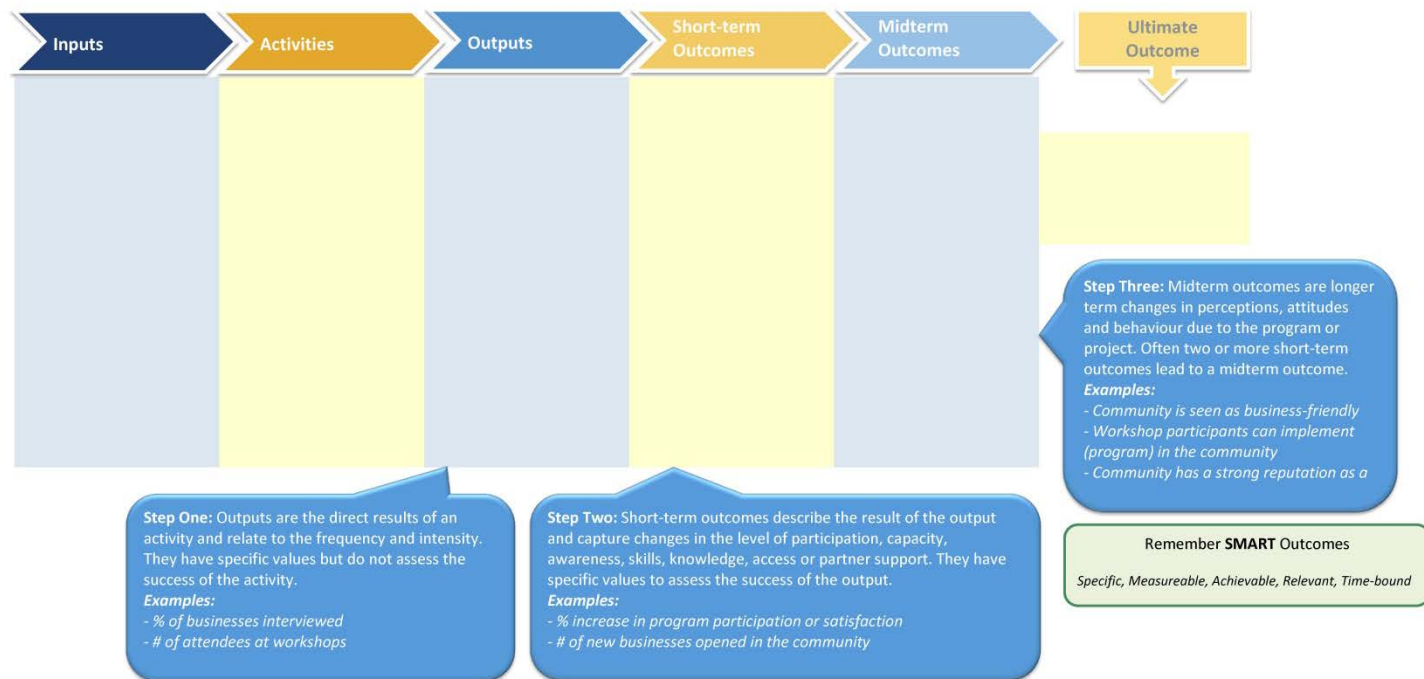 Inputs
Activities
Outputs
Short-term
Outcomes
Midterm
Outcomes
Ultimate
Outcome
Step Three: Midterm outcomes are longer
term changes in perceptions, attitudes
and behaviour due to the program or
project. Often two or more short-term
outcomes lead to a midterm outcome.
Examples:
- Community is seen as business-friendly
- Workshop participants can implement
(program) in the community
- Community has a strong reputation as a
Step One: Outputs are the direct results of an
activity and relate to the frequency and intensity.
They have specific values but do not assess the
success of the activity.
Examples:
- % of businesses interviewed
- # of attendees at workshops
Step Two: Short-term outcomes describe the result of the output
and capture changes in the level of participation, capacity,
awareness, skills, knowledge, access or partner support. They have
specific values to assess the success of the output.
Examples:
- % increase in program participation or satisfaction
- # of new businesses opened in the community
Remember SMART Outcomes
Specific, Measureable, Achievable, Relevant, Time-bound